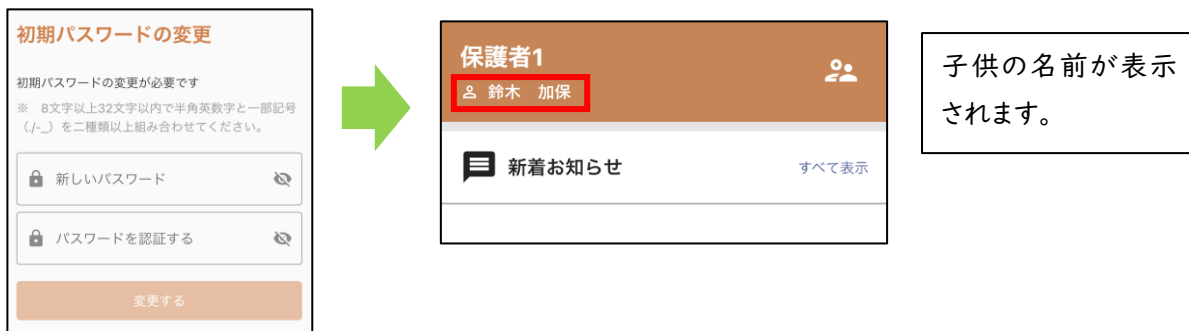 初期パスワードの変更
初期パスワードの変更が必要です
※ 8文字以上32文字以内で半角英数字と一部記号
(./-_) を二種類以上組み合わせてください。
新しいパスワード
パスワードを認証する
変更する
保護者1
鈴木 加保
新着お知らせ
すべて表示
子供の名前が表示
されます。